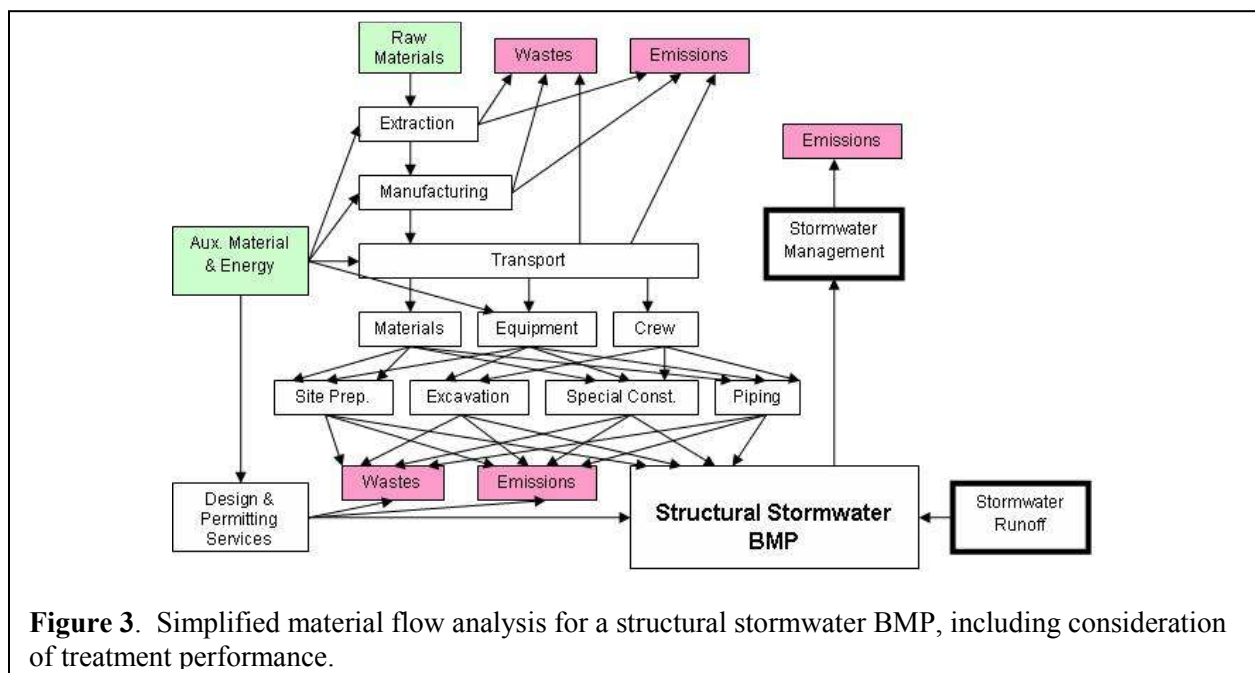 Raw
Materials
Wastes
Emissions
Extraction
Emissions
Manufacturing
Stormwater
Management
Aux. Material
& Energy
Transport
Materials
Equipment
Crew
Site Prep.
Excavation
Special Const.
Piping
Wastes
Emissions
Design &
Permitting
Services
Structural Stormwater
BMP
Stormwater
Runoff
Figure 3.  Simplified material flow analysis for a structural stormwater BMP, including consideration
of treatment performance.